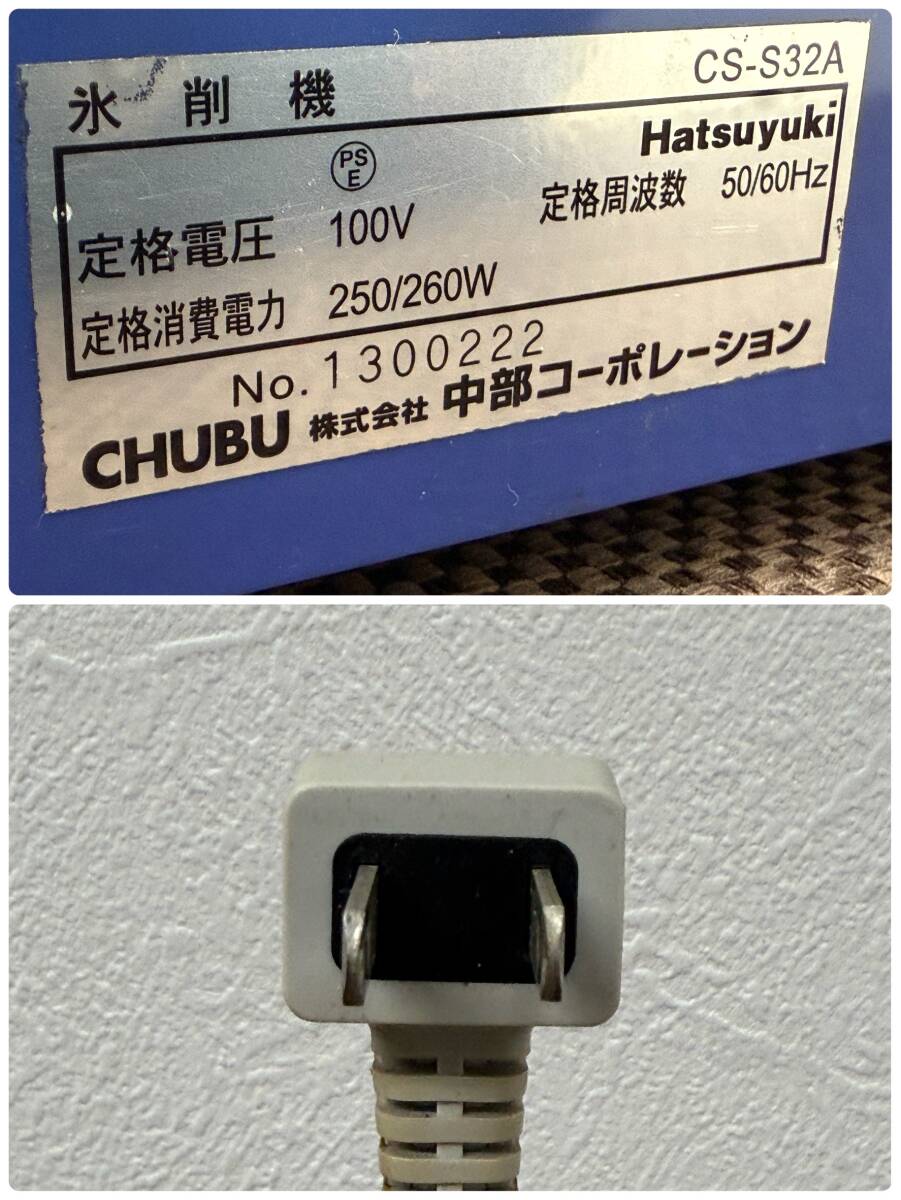 氷削機 CS-S32A
Hatsuyuki
PS
E
定格電圧 100V 定格周波数 50/60Hz
定格消費電力 250/260W
No. 1300222
CHUBU 株式会社 中部コーポレーション